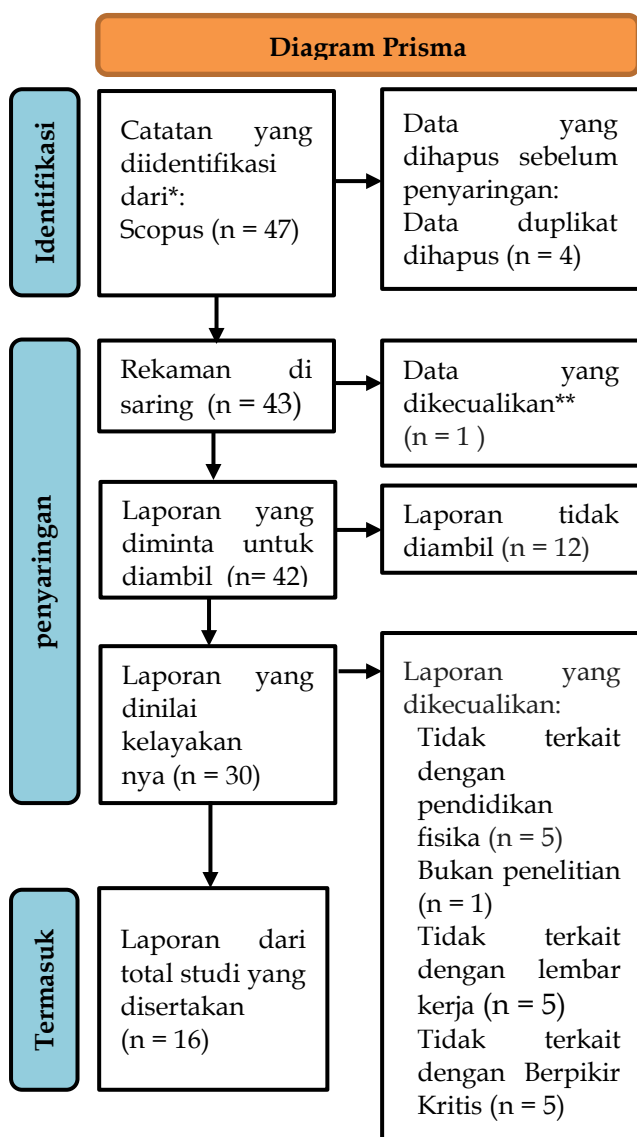 Diagram Prisma
Identifikasi
Catatan yang
diidentifikasi
dari*:
Scopus (n = 47)
Data yang
dihapus sebelum
penyaringan:
Data duplikat
dihapus (n = 4)
penyaringan
Rekaman di
saring (n = 43)
Data yang
dikecualikan**
(n = 1 )
Laporan yang
diminta untuk
diambil (n= 42)
Laporan tidak
diambil (n = 12)
Laporan yang
dinilai
kelayakan
nya (n = 30)
Laporan yang
dikecualikan:
Tidak terkait
dengan
pendidikan
fisika (n = 5)
Bukan penelitian
(n = 1)
Tidak terkait
dengan lembar
kerja (n = 5)
Tidak terkait
dengan Berpikir
Kritis (n = 5)
Termasuk
Laporan dari
total studi yang
disertakan
(n = 16)